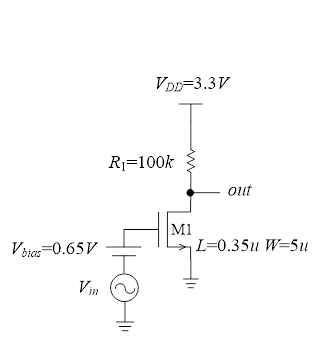 VDD=3.3V
R1=100k
out
M1
L=0.35u W=5u
Vbias=0.65V
Vin